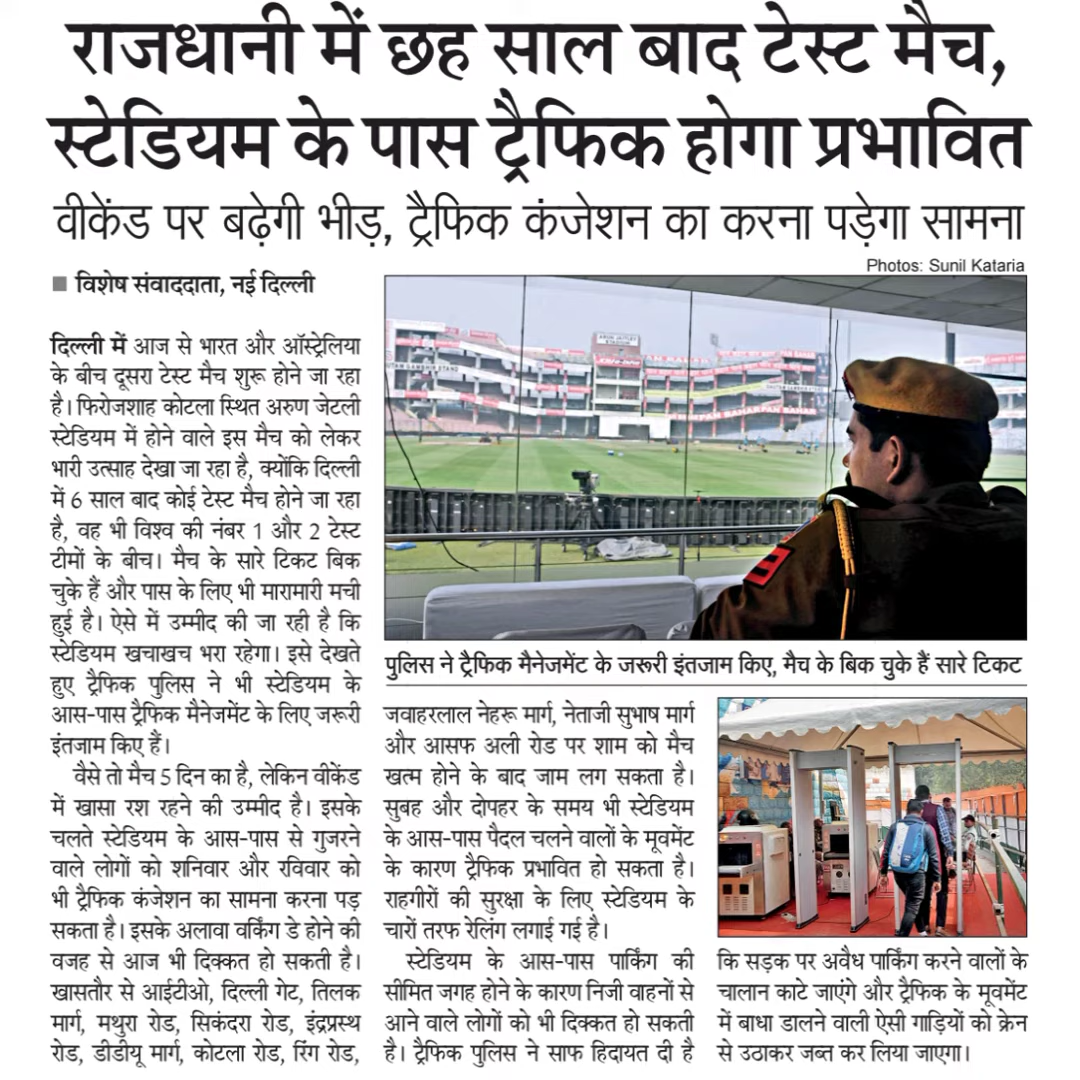 राजधानी में छह साल बाद टेस्ट मैच,
स्टेडियम के पास ट्रैफिक होगा प्रभावित
वीकेंड पर बढ़ेगी भीड़, ट्रैफिक कंजेशन का करना पड़ेगा सामना
Photos: Sunil Kataria
■ विशेष संवाददाता, नई दिल्ली
दिल्ली में आज से भारत और ऑस्ट्रेलिया
के बीच दूसरा टेस्ट मैच शुरू होने जा रहा
है। फिरोजशाह कोटला स्थित अरुण जेटली
स्टेडियम में होने वाले इस मैच को लेकर
भारी उत्साह देखा जा रहा है, क्योंकि दिल्ली
में 6 साल बाद कोई टेस्ट मैच होने जा रहा
है, वह भी विश्व की नंबर 1 और 2 टेस्ट
टीमों के बीच। मैच के सारे टिकट बिक
चुके हैं और पास के लिए भी मारामारी मची
हुई है। ऐसे में उम्मीद की जा रही है कि
स्टेडियम खचाखच भरा रहेगा। इसे देखते
हुए ट्रैफिक पुलिस ने भी स्टेडियम के
आस-पास ट्रैफिक मैनेजमेंट के लिए जरूरी
इंतजाम किए हैं।
वैसे तो मैच 5 दिन का है, लेकिन वीकेंड
में खासा रश रहने की उम्मीद है। इसके
चलते स्टेडियम के आस-पास से गुजरने
वाले लोगों को शनिवार और रविवार को
भी ट्रैफिक कंजेशन का सामना करना पड़
सकता है। इसके अलावा वर्किंग डे होने की
वजह से आज भी दिक्कत हो सकती है।
खासतौर से आईटीओ, दिल्ली गेट, तिलक
मार्ग, मथुरा रोड, सिकंदरा रोड, इंद्रप्रस्थ
रोड, डीडीयू मार्ग, कोटला रोड, रिंग रोड,
ARUN JAITLEY
STADIUM
GAUTAM GAMBHIR STAND
पुलिस ने ट्रैफिक मैनेजमेंट के जरूरी इंतजाम किए, मैच के बिक चुके हैं सारे टिकट
जवाहरलाल नेहरू मार्ग, नेताजी सुभाष मार्ग
और आसफ अली रोड पर शाम को मैच
खत्म होने के बाद जाम लग सकता है।
सुबह और दोपहर के समय भी स्टेडियम
के आस-पास पैदल चलने वालों के मूवमेंट
के कारण ट्रैफिक प्रभावित हो सकता है।
राहगीरों की सुरक्षा के लिए स्टेडियम के
चारों तरफ रेलिंग लगाई गई है।
स्टेडियम के आस-पास पार्किंग की
सीमित जगह होने के कारण निजी वाहनों से
आने वाले लोगों को भी दिक्कत हो सकती
है। ट्रैफिक पुलिस ने साफ हिदायत दी है
कि सड़क पर अवैध पार्किंग करने वालों के
चालान काटे जाएंगे और ट्रैफिक के मूवमेंट
में बाधा डालने वाली ऐसी गाड़ियों को क्रेन
से उठाकर जब्त कर लिया जाएगा।